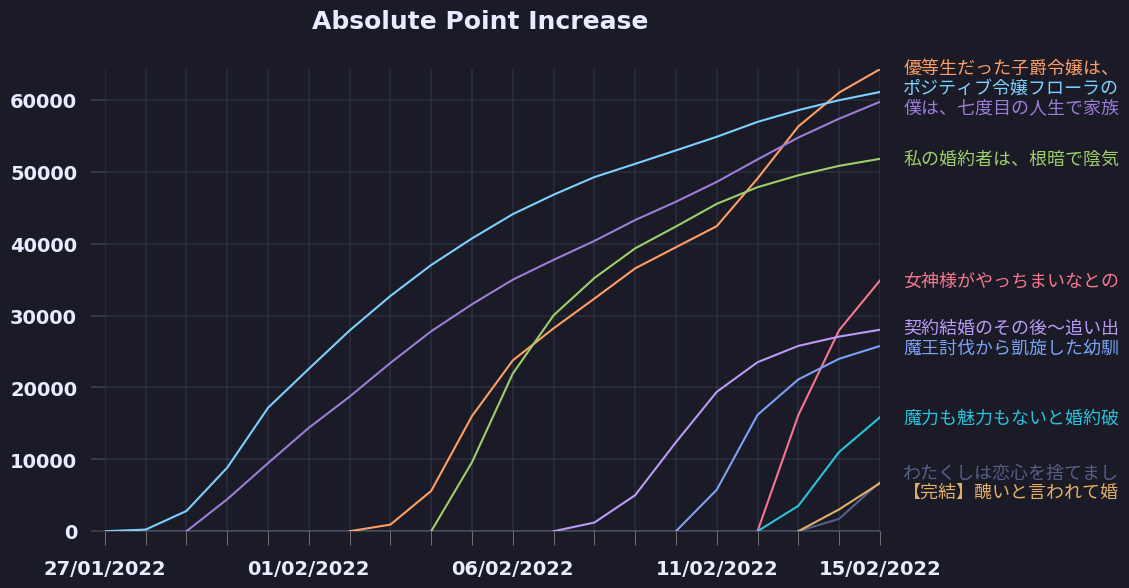 Absolute Point Increase
60000
50000
40000
30000
20000
10000
0
27/01/2022
01/02/2022
06/02/2022
11/02/2022
15/02/2022
優等生だった子爵令嬢は、
ポジティブ令嬢フローラの
僕は、七度目の人生で家族
私の婚約者は、根暗で陰気
女神様がやっちまいなとの
契約結婚のその後〜追い出
魔王討伐から凱旋した幼馴
魔力も魅力もないと婚約破
わたくしは恋心を捨てまし
【完結】醜いと言われて婚